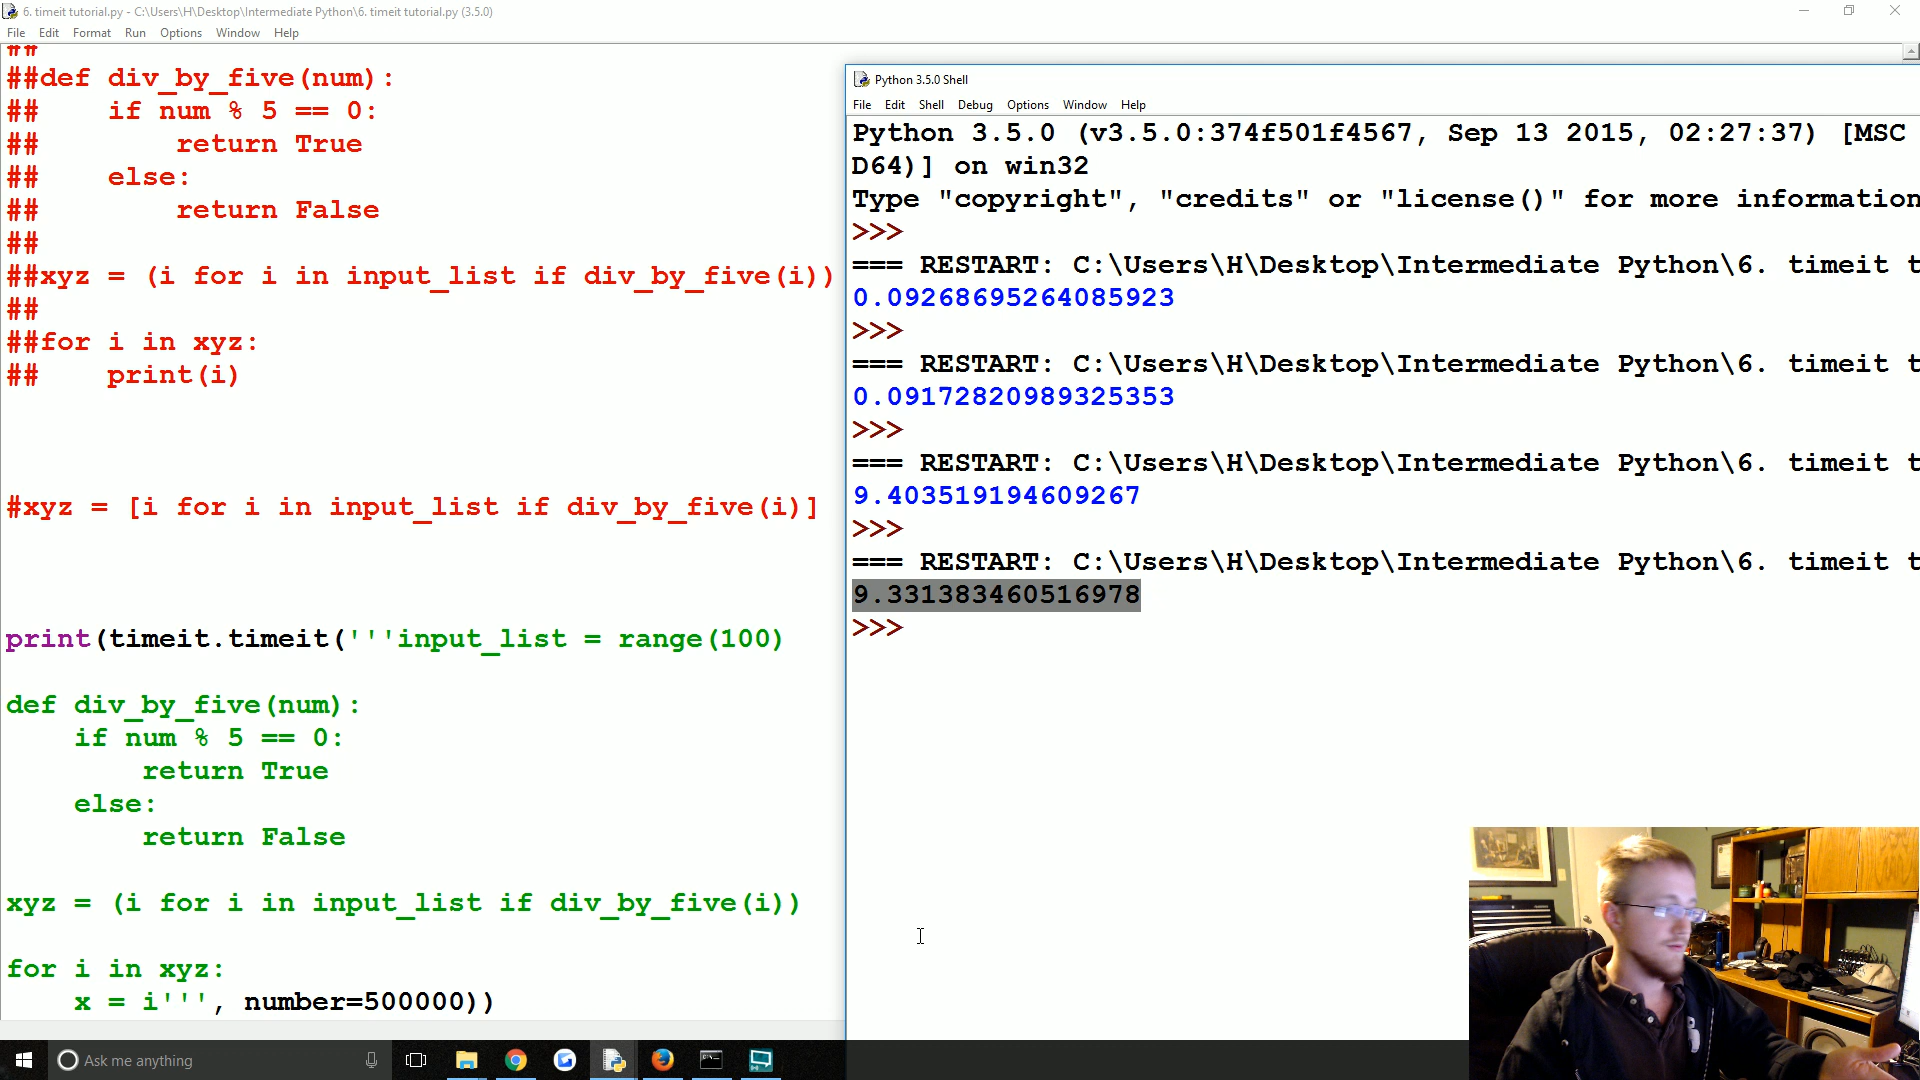 6. timeit tutorial.py - C:\Users\H\Desktop\Intermediate Python\6. timeit tutorial.py (3.5.0)
File Edit Format Run Options Window Help
##
##def div_by_five(num):
##    if num % 5 == 0:
##        return True
##    else:
##        return False
##
##xyz = (i for i in input_list if div_by_five(i))
##
##for i in xyz:
##    print(i)
#xyz = [i for i in input_list if div_by_five(i)]
print(timeit.timeit('''input_list = range(100)
def div_by_five(num):
    if num % 5 == 0:
        return True
    else:
        return False
xyz = (i for i in input_list if div_by_five(i))
for i in xyz:
    x = i''', number=500000))
Python 3.5.0 Shell
File Edit Shell Debug Options Window Help
Python 3.5.0 (v3.5.0:374f501f4567, Sep 13 2015, 02:27:37) [MSC
D64)] on win32
Type "copyright", "credits" or "license()" for more information
>>>
=== RESTART: C:\Users\H\Desktop\Intermediate Python\6. timeit t
0.09268695264085923
>>>
=== RESTART: C:\Users\H\Desktop\Intermediate Python\6. timeit t
0.09172820989325353
>>>
=== RESTART: C:\Users\H\Desktop\Intermediate Python\6. timeit t
9.403519194609267
>>>
=== RESTART: C:\Users\H\Desktop\Intermediate Python\6. timeit t
9.331383460516978
>>>
Ask me anything